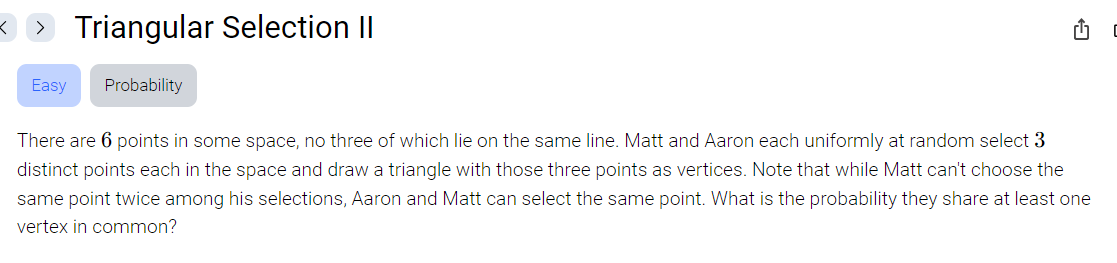 Triangular Selection II
Easy
Probability
There are 6 points in some space, no three of which lie on the same line. Matt and Aaron each uniformly at random select 3
distinct points each in the space and draw a triangle with those three points as vertices. Note that while Matt can't choose the
same point twice among his selections, Aaron and Matt can select the same point. What is the probability they share at least one
vertex in common?